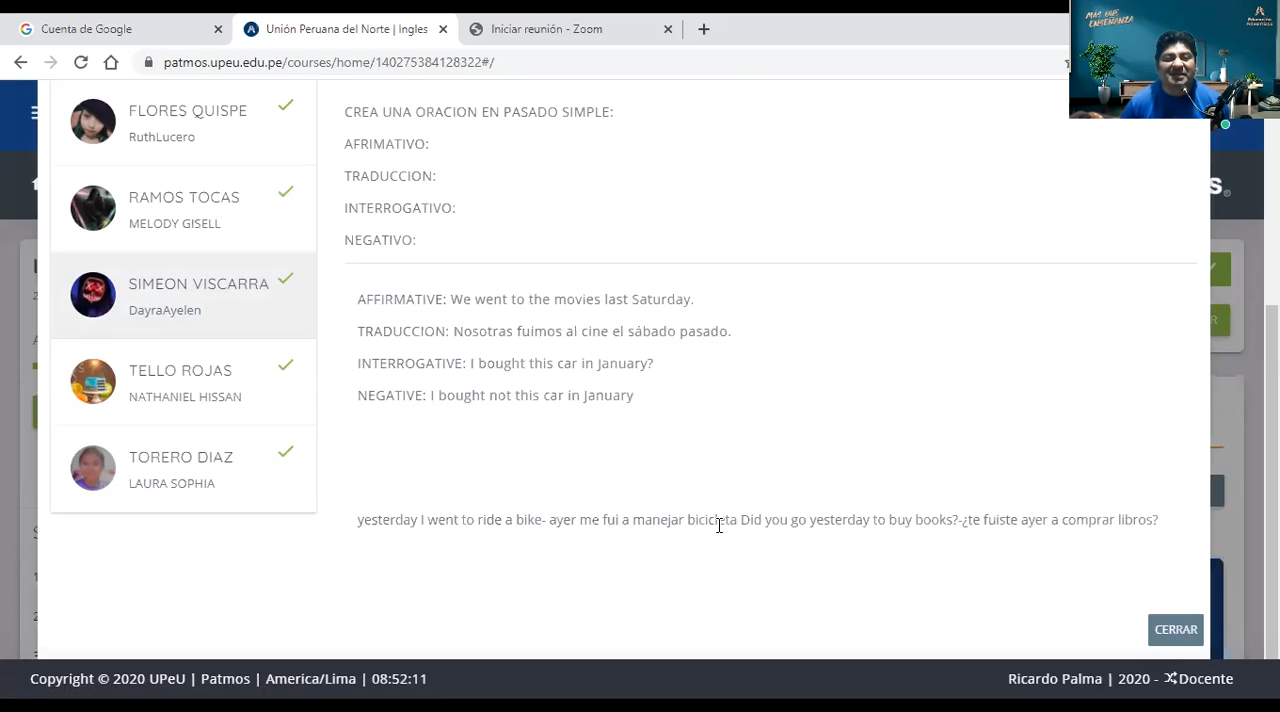 Cuenta de Google
Unión Peruana del Norte | Ingles
Iniciar reunión - Zoom
patmos.upeu.edu.pe/courses/home/140275384128322#/
MÁS QUE
ENSEÑANZA
Educación
Adventista
FLORES QUISPE
RuthLucero
RAMOS TOCAS
MELODY GISELL
SIMEON VISCARRA
DayraAyelen
TELLO ROJAS
NATHANIEL HISSAN
TORERO DIAZ
LAURA SOPHIA
CREA UNA ORACION EN PASADO SIMPLE:
AFRIMATIVO:
TRADUCCION:
INTERROGATIVO:
NEGATIVO:
AFFIRMATIVE: We went to the movies last Saturday.
TRADUCCION: Nosotras fuimos al cine el sábado pasado.
INTERROGATIVE: I bought this car in January?
NEGATIVE: I bought not this car in January
yesterday I went to ride a bike- ayer me fui a manejar bicicleta Did you go yesterday to buy books?-¿te fuiste ayer a comprar libros?
CERRAR
Copyright © 2020 UPeU | Patmos | America/Lima | 08:52:11
Ricardo Palma | 2020 - Docente